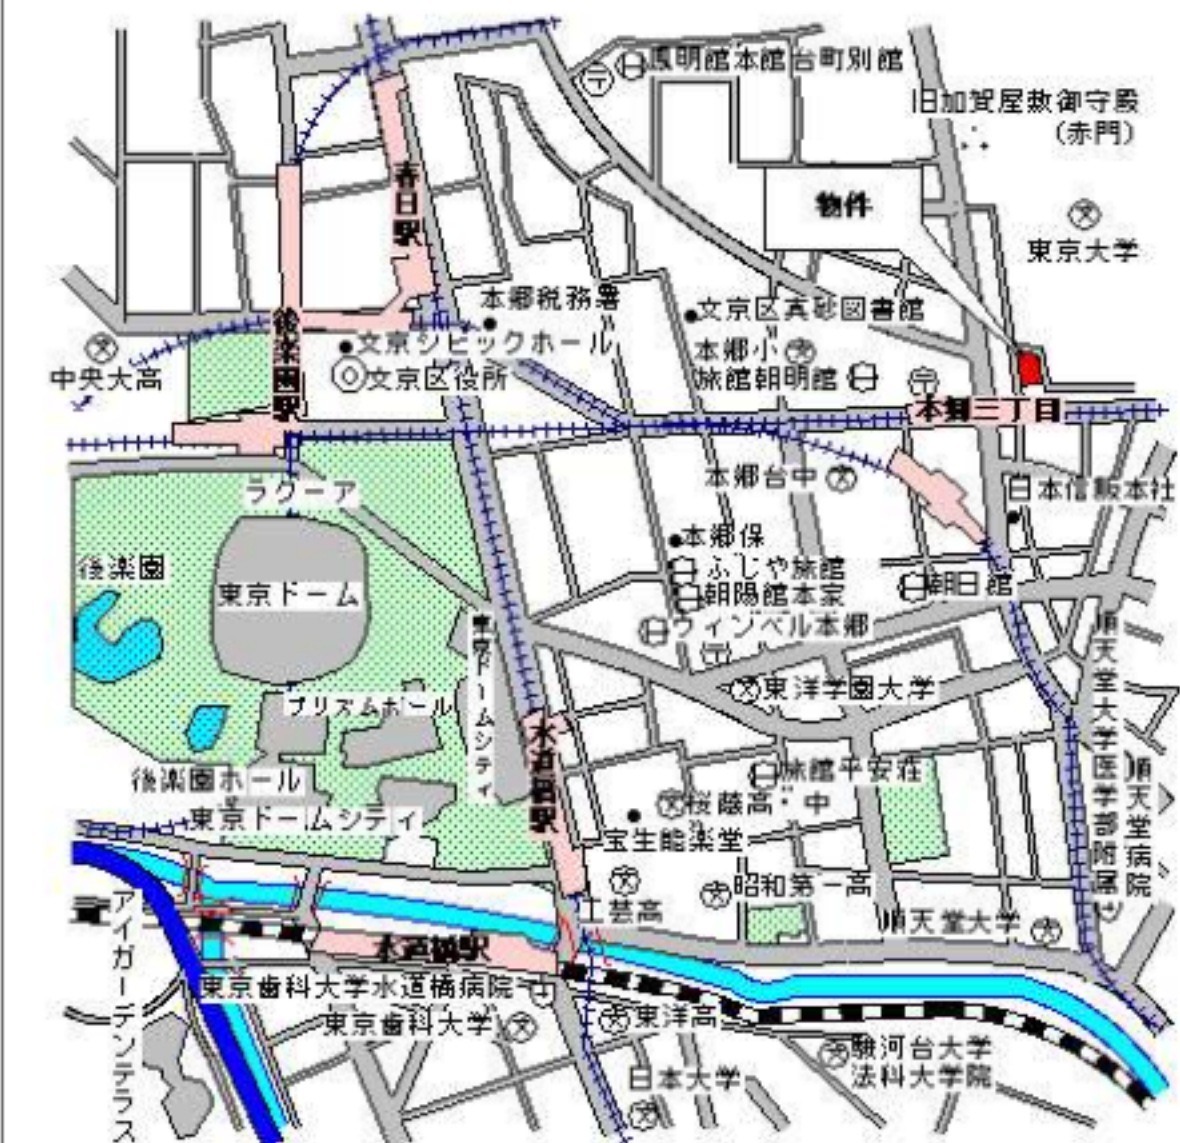 鳳明館本館台町別館
旧加賀屋敷御守殿
(赤門)
春日駅
物件
東京大学
本郷税務署
文京区真砂図書館
後楽園駅
文京シビックホール
本郷小
中央大高
文京区役所
旅館朝明館
本郷三丁目
本郷台中
ラクーア
日本信販本社
本郷保
後楽園
ふじや旅館
東京ドーム
朝陽館本家
朝日館
ウィンベル本郷
東京ドームシティ
順天堂大学医学部附属
順天堂病院
東洋学園大学
プリズムホール
水道橋駅
後楽園ホール
旅館平安荘
桜蔭高・中
東京ドームシティ
宝生能楽堂
昭和第一高
工芸高
順天堂大学
アイガーデンテラス
水道橋駅
東京歯科大学水道橋病院
東京歯科大学
東洋高
駿河台大学
法科大学院
日本大学